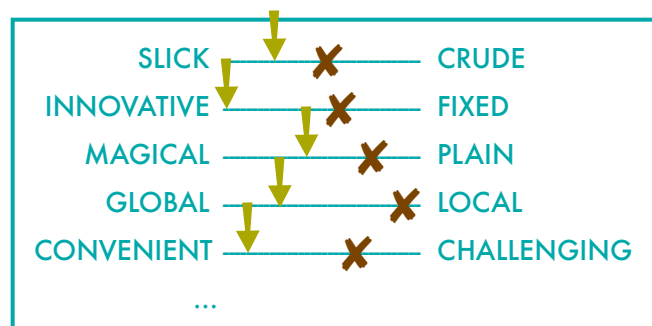 SLICK CRUDE
INNOVATIVE FIXED
MAGICAL PLAIN
GLOBAL LOCAL
CONVENIENT CHALLENGING
...